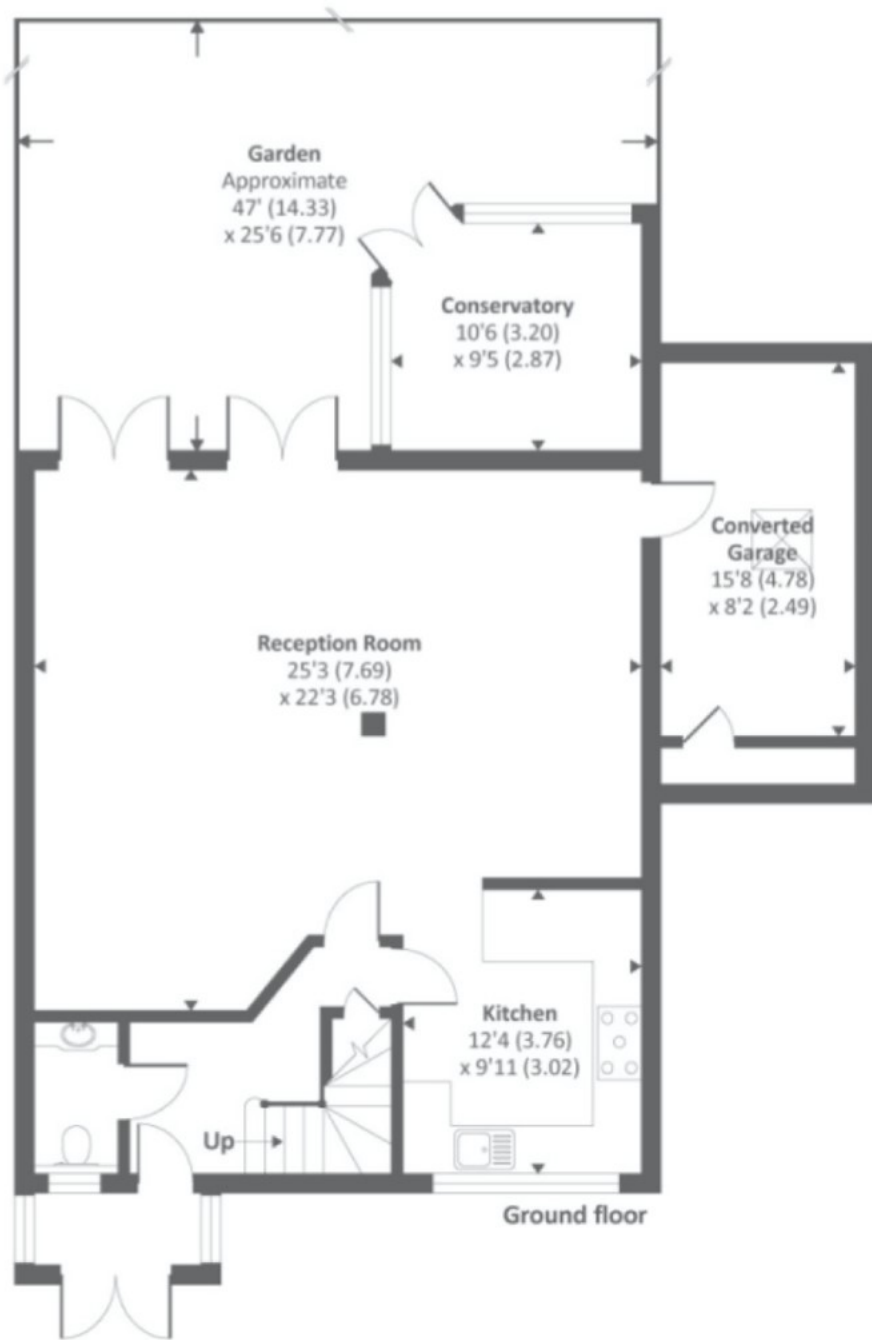 Garden
Approximate
47' (14.33)
x 25'6 (7.77)
Conservatory
10'6 (3.20)
x 9'5 (2.87)
Converted
Garage
15'8 (4.78)
x 8'2 (2.49)
Reception Room
25'3 (7.69)
x 22'3 (6.78)
Kitchen
12'4 (3.76)
x 9'11 (3.02)
Up
Ground floor